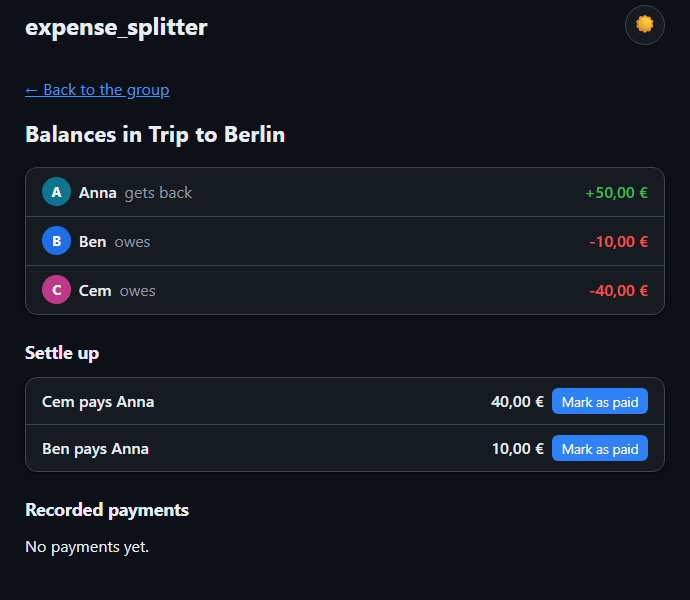 expense_splitter
← Back to the group
Balances in Trip to Berlin
A Anna gets back +50,00 €
B Ben owes -10,00 €
C Cem owes -40,00 €
Settle up
Cem pays Anna 40,00 € Mark as paid
Ben pays Anna 10,00 € Mark as paid
Recorded payments
No payments yet.